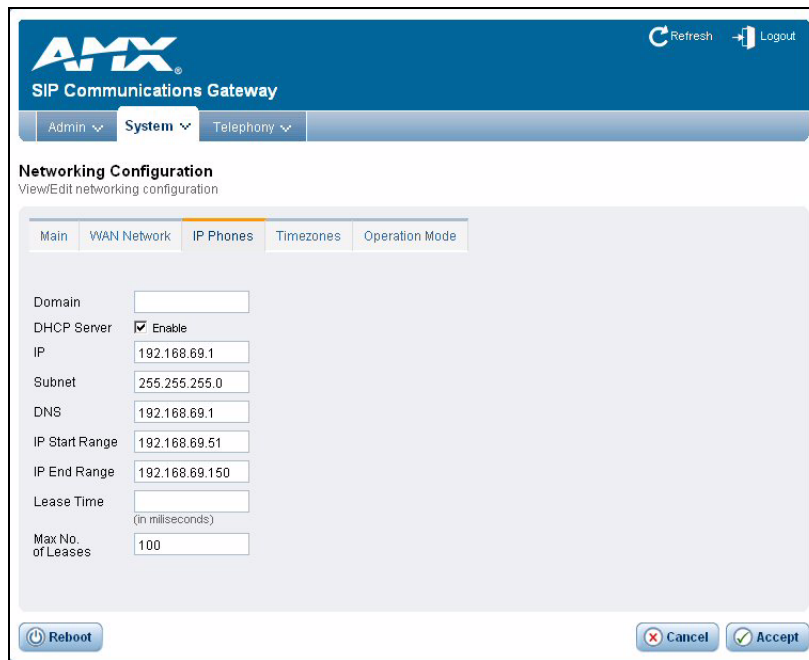 Refresh Logout
AMX®
SIP Communications Gateway
Admin System Telephony
Networking Configuration
View/Edit networking configuration
Main WAN Network IP Phones Timezones Operation Mode
Domain
DHCP Server Enable
IP 192.168.69.1
Subnet 255.255.255.0
DNS 192.168.69.1
IP Start Range 192.168.69.51
IP End Range 192.168.69.150
Lease Time
(in miliseconds)
Max No.
of Leases 100
Reboot Cancel Accept